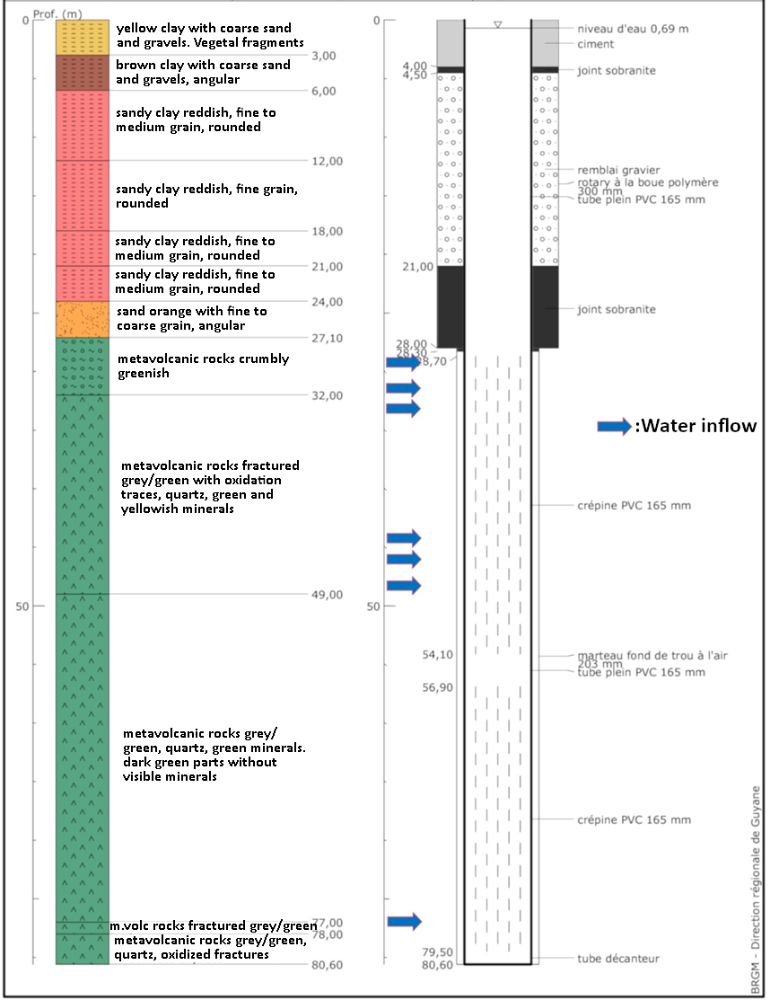 Prof. (m)
0
yellow clay with coarse sand
and gravels. Vegetal fragments
3,00
brown clay with coarse sand
and gravels, angular
6,00
sandy clay reddish, fine to
medium grain, rounded
12,00
sandy clay reddish, fine grain,
rounded
18,00
sandy clay reddish, fine to
medium grain, rounded
21,00
sandy clay reddish, fine to
medium grain, rounded
24,00
sand orange with fine to
coarse grain, angular
27,10
metavolcanic rocks crumbly
greenish
32,00
metavolcanic rocks fractured
grey/green with oxidation
traces, quartz, green and
yellowish minerals
49,00
50
metavolcanic rocks grey/
green, quartz, green minerals.
dark green parts without
visible minerals
77,00
m.volc rocks fractured grey/green
78,00
metavolcanic rocks grey/green,
quartz, oxidized fractures
80,60
0
niveau d'eau 0,69 m
ciment
4,00
joint sobranite
4,50
remblai gravier
rotary à la boue polymère
300 mm
tube plein PVC 165 mm
21,00
joint sobranite
28,00
28,30
28,70
:Water inflow
crépine PVC 165 mm
50
54,10
marteau fond de trou à l'air
203 mm
tube plein PVC 165 mm
56,90
crépine PVC 165 mm
79,50
tube décanteur
80,60
BRGM - Direction régionale de Guyane